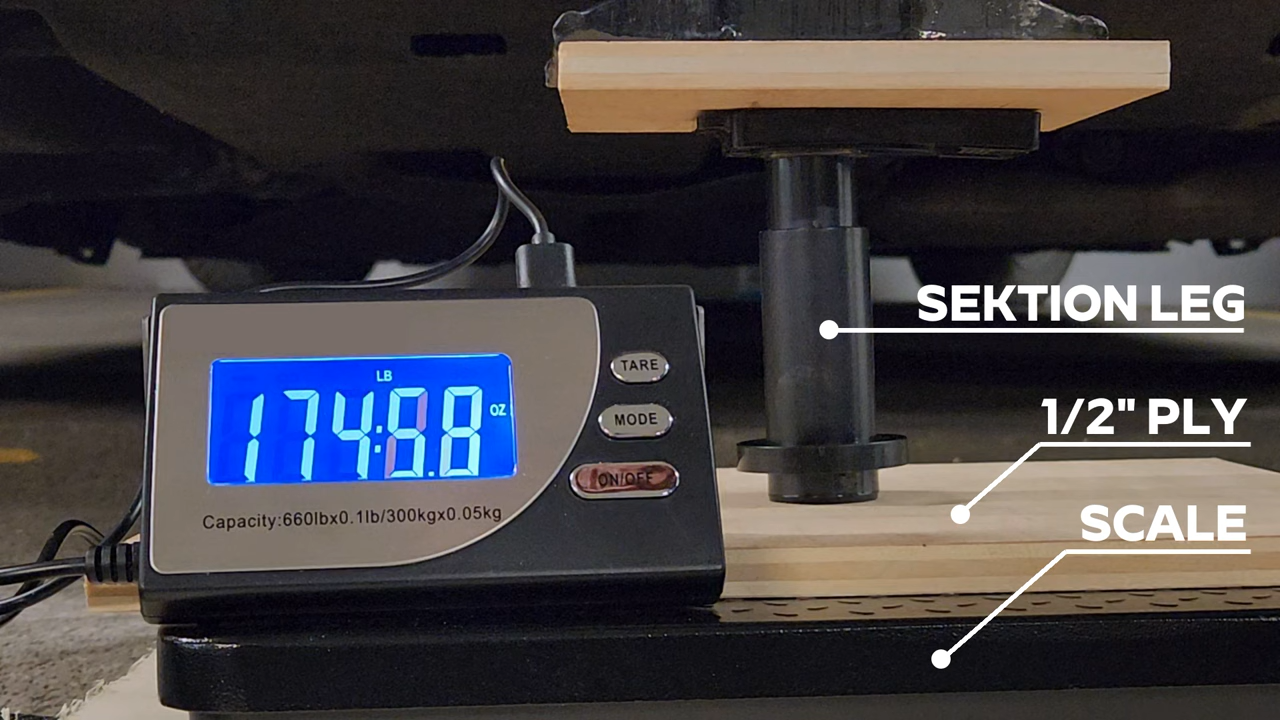 SEKTION LEG
LB
174:5.8 OZ
TARE
MODE
ON/OFF
Capacity:660lbx0.1lb/300kgx0.05kg
1/2" PLY
SCALE